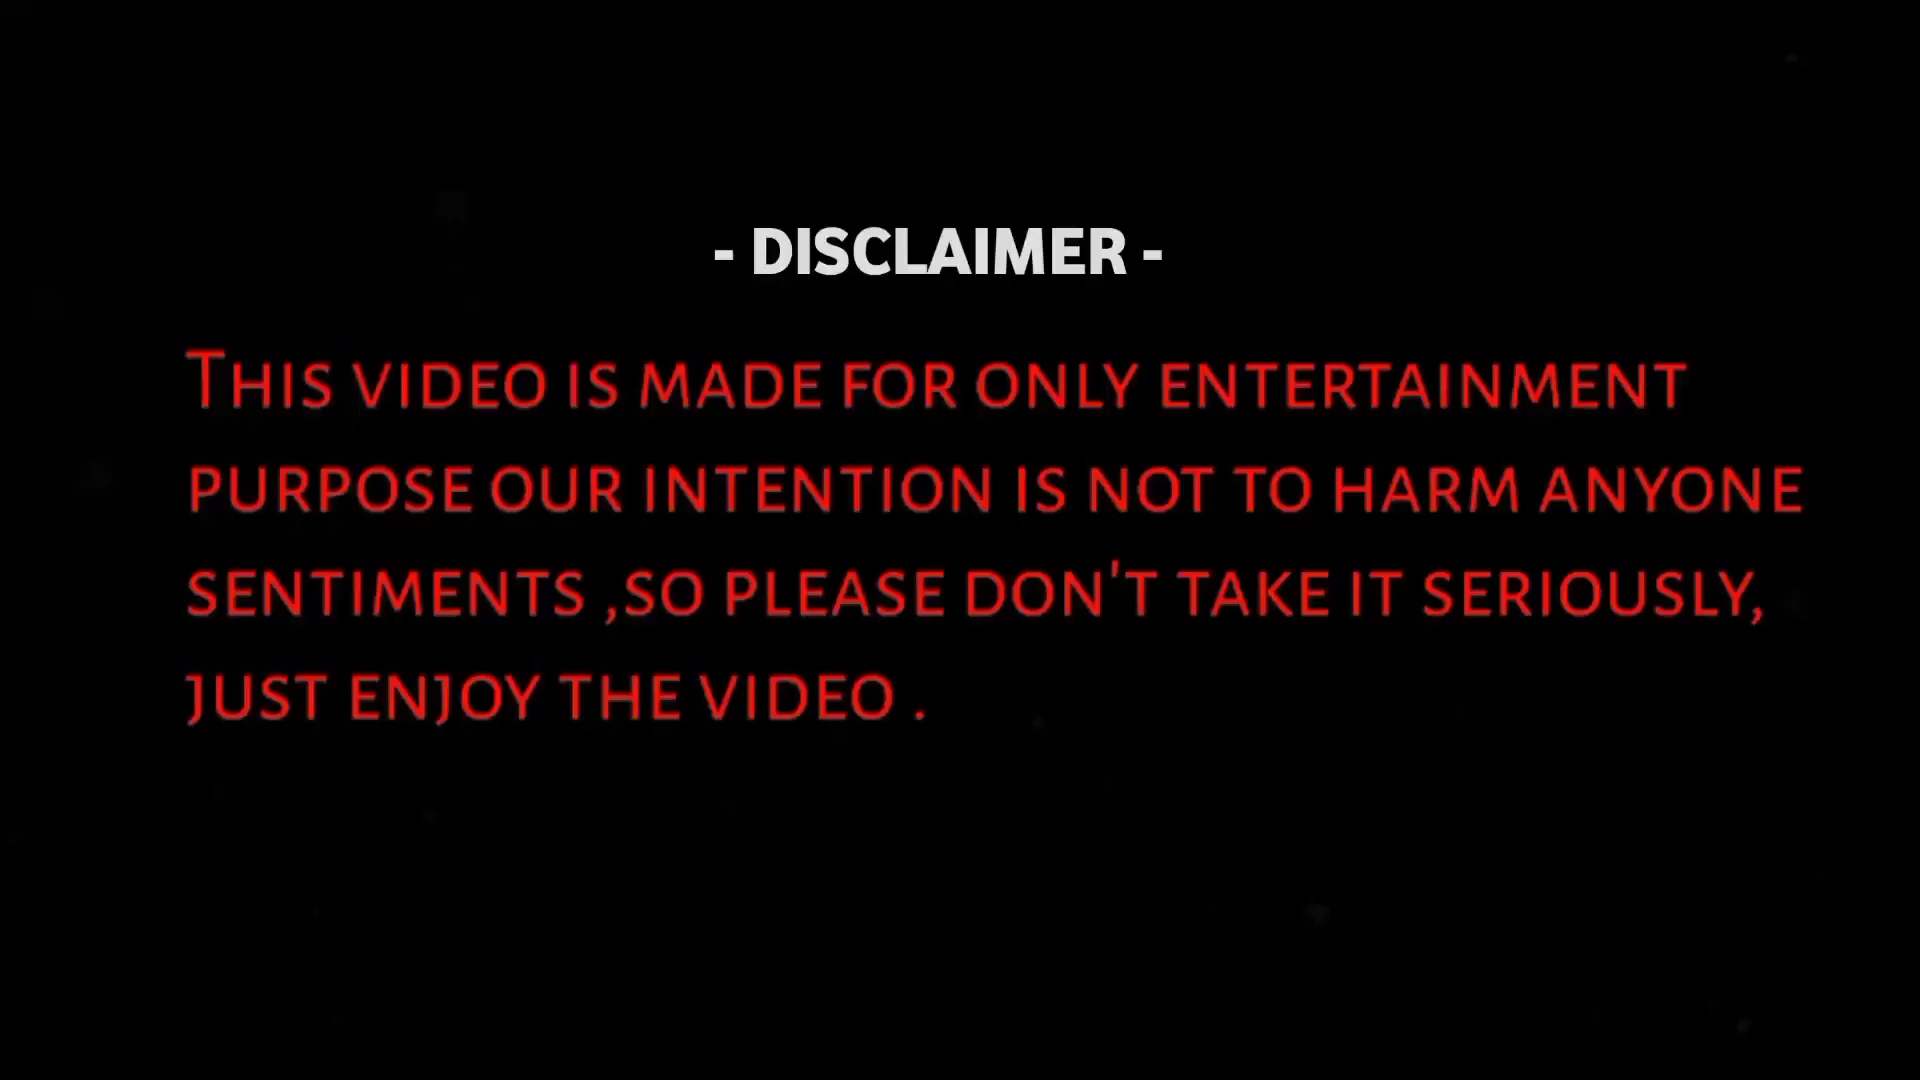 - DISCLAIMER -
This video is made for only entertainment
purpose our intention is not to harm anyone
sentiments ,so please don't take it seriously,
just enjoy the video .